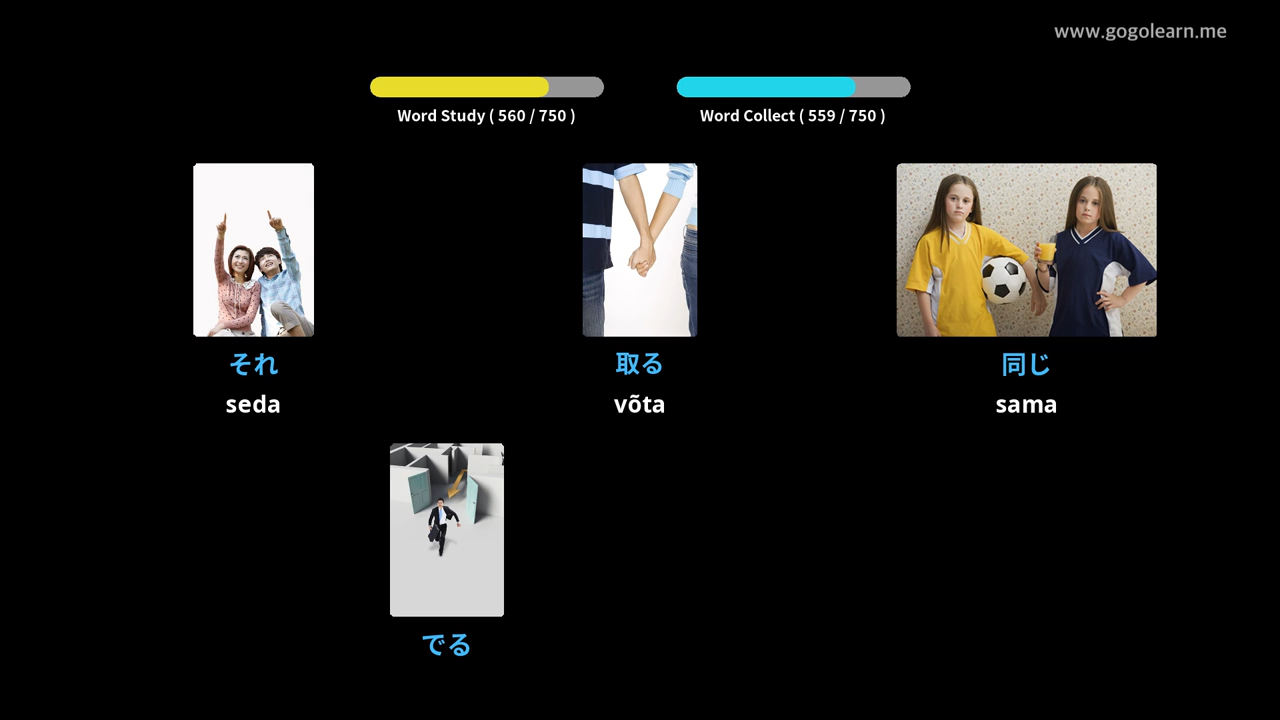 www.gogolearn.me
Word Study ( 560 / 750 )
Word Collect ( 559 / 750 )
それ
seda
取る
võta
同じ
sama
でる